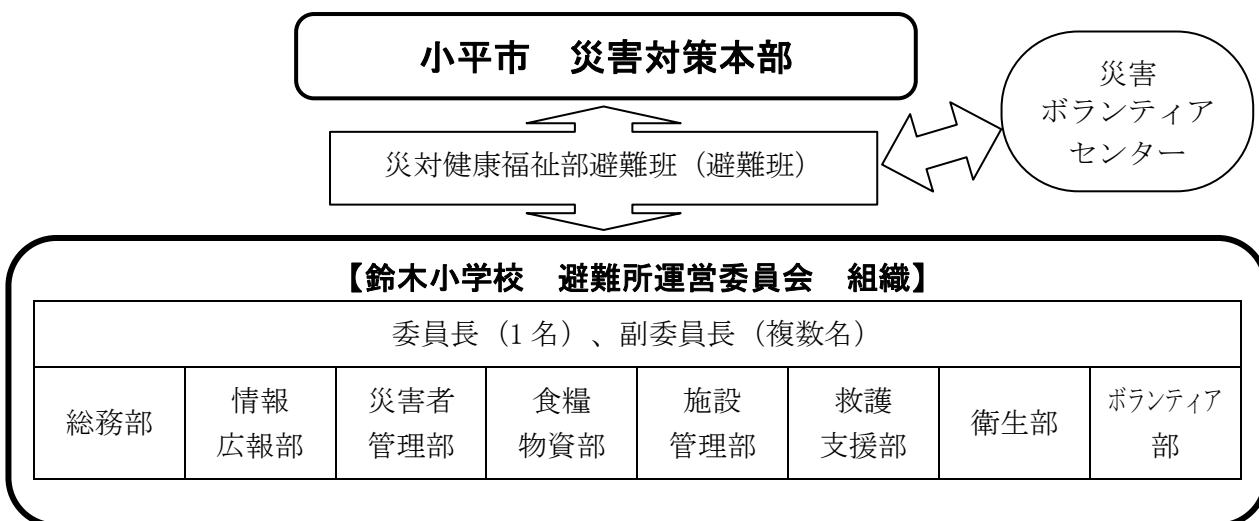 小平市　災害対策本部
災害
ボランティア
センター
災対健康福祉部避難班（避難班）
【鈴木小学校　避難所運営委員会　組織】
委員長（1名）、副委員長（複数名）
総務部
情報
広報部
災害者
管理部
食糧
物資部
施設
管理部
救護
支援部
衛生部
ボランティア
部